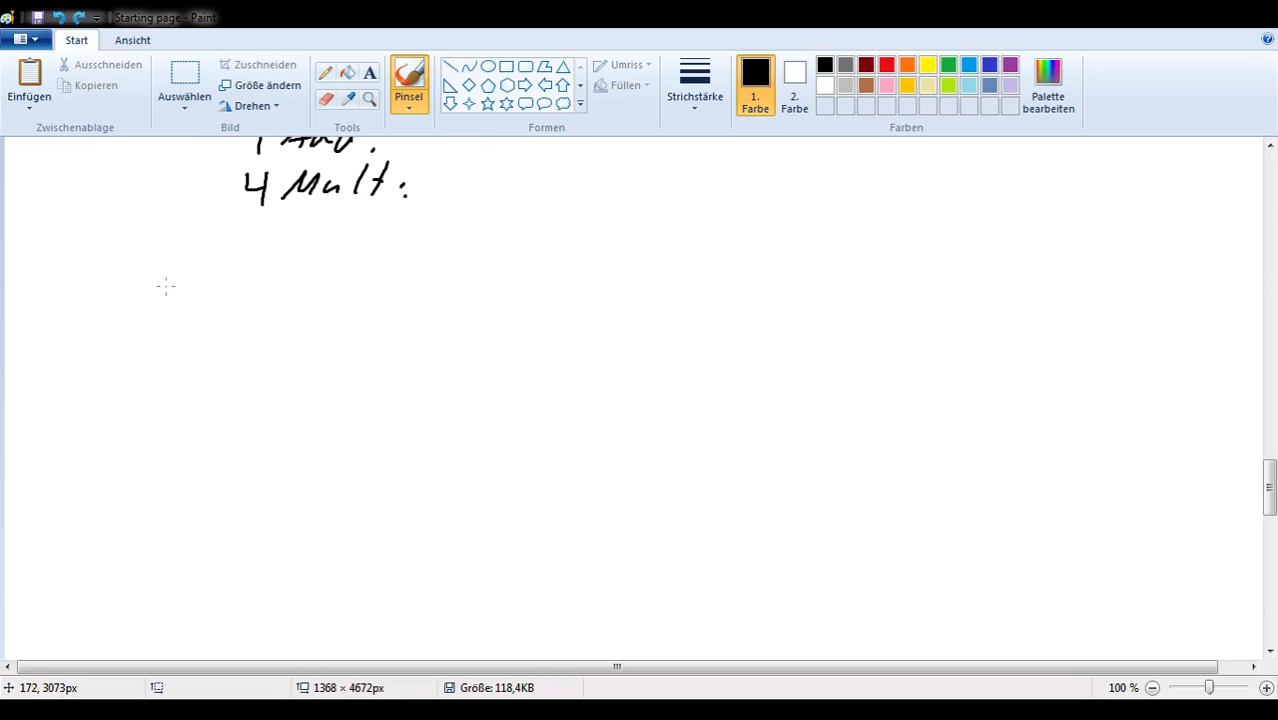 Starting page - Paint
Start Ansicht
Einfügen
Ausschneiden
Kopieren
Zwischenablage
Auswählen
Zuschneiden
Größe ändern
Drehen
Bild
A
Tools
Pinsel
Formen
Umriss
Füllen
Strichstärke
1. Farbe
2. Farbe
Palette bearbeiten
Farben
4 Mult.
172, 3073px
1368 × 4672px
Größe: 118,4KB
100 %